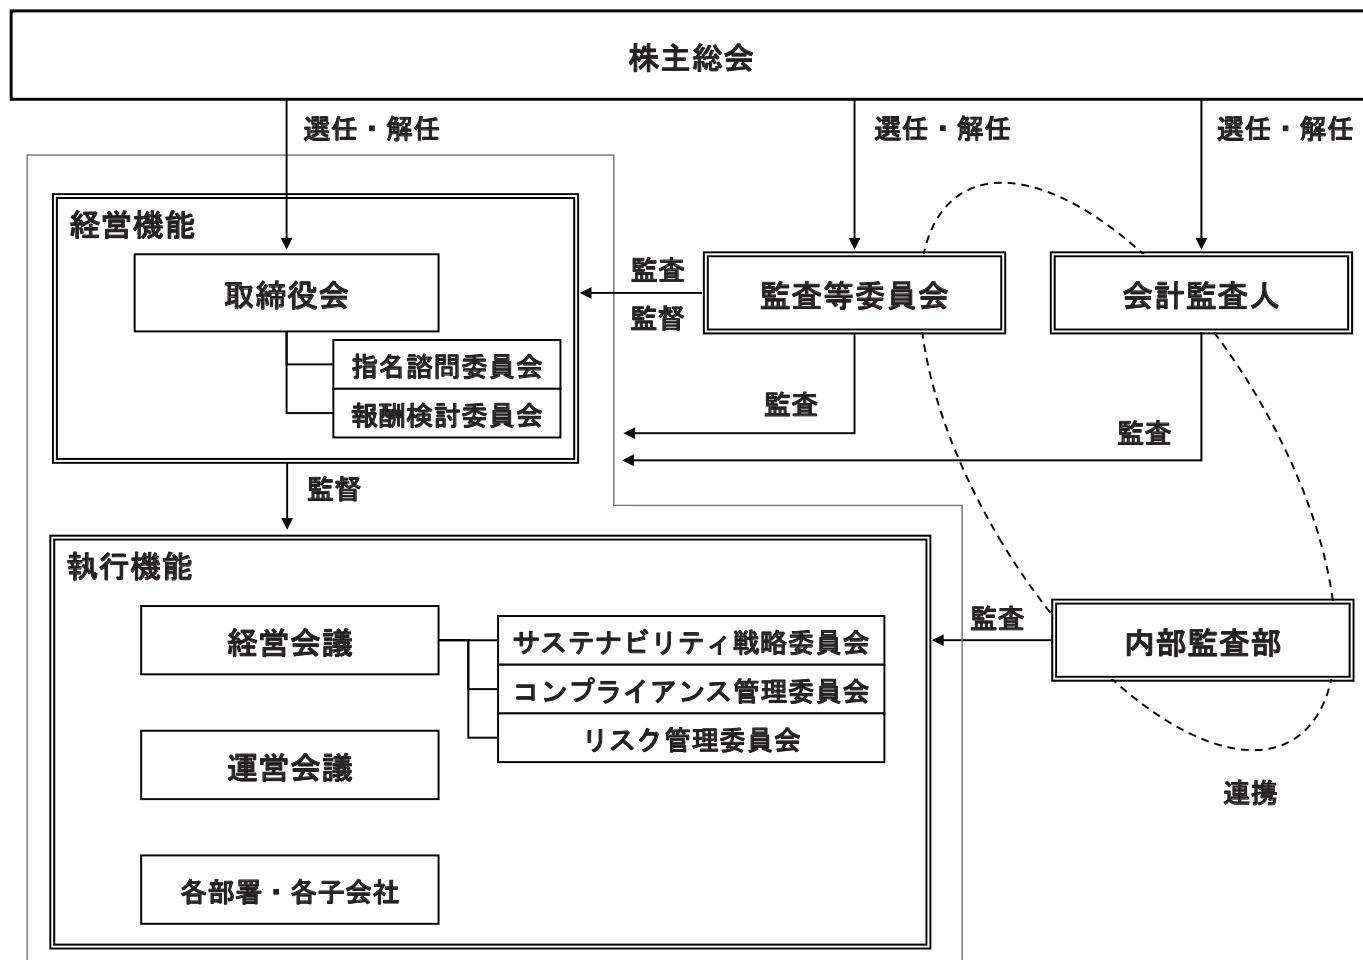 株主総会
選任・解任
選任・解任
選任・解任
経営機能
取締役会
指名諮問委員会
報酬検討委員会
監査
監督
監査等委員会
会計監査人
監査
監査
監督
執行機能
経営会議
サステナビリティ戦略委員会
コンプライアンス管理委員会
リスク管理委員会
運営会議
各部署・各子会社
監査
内部監査部
連携